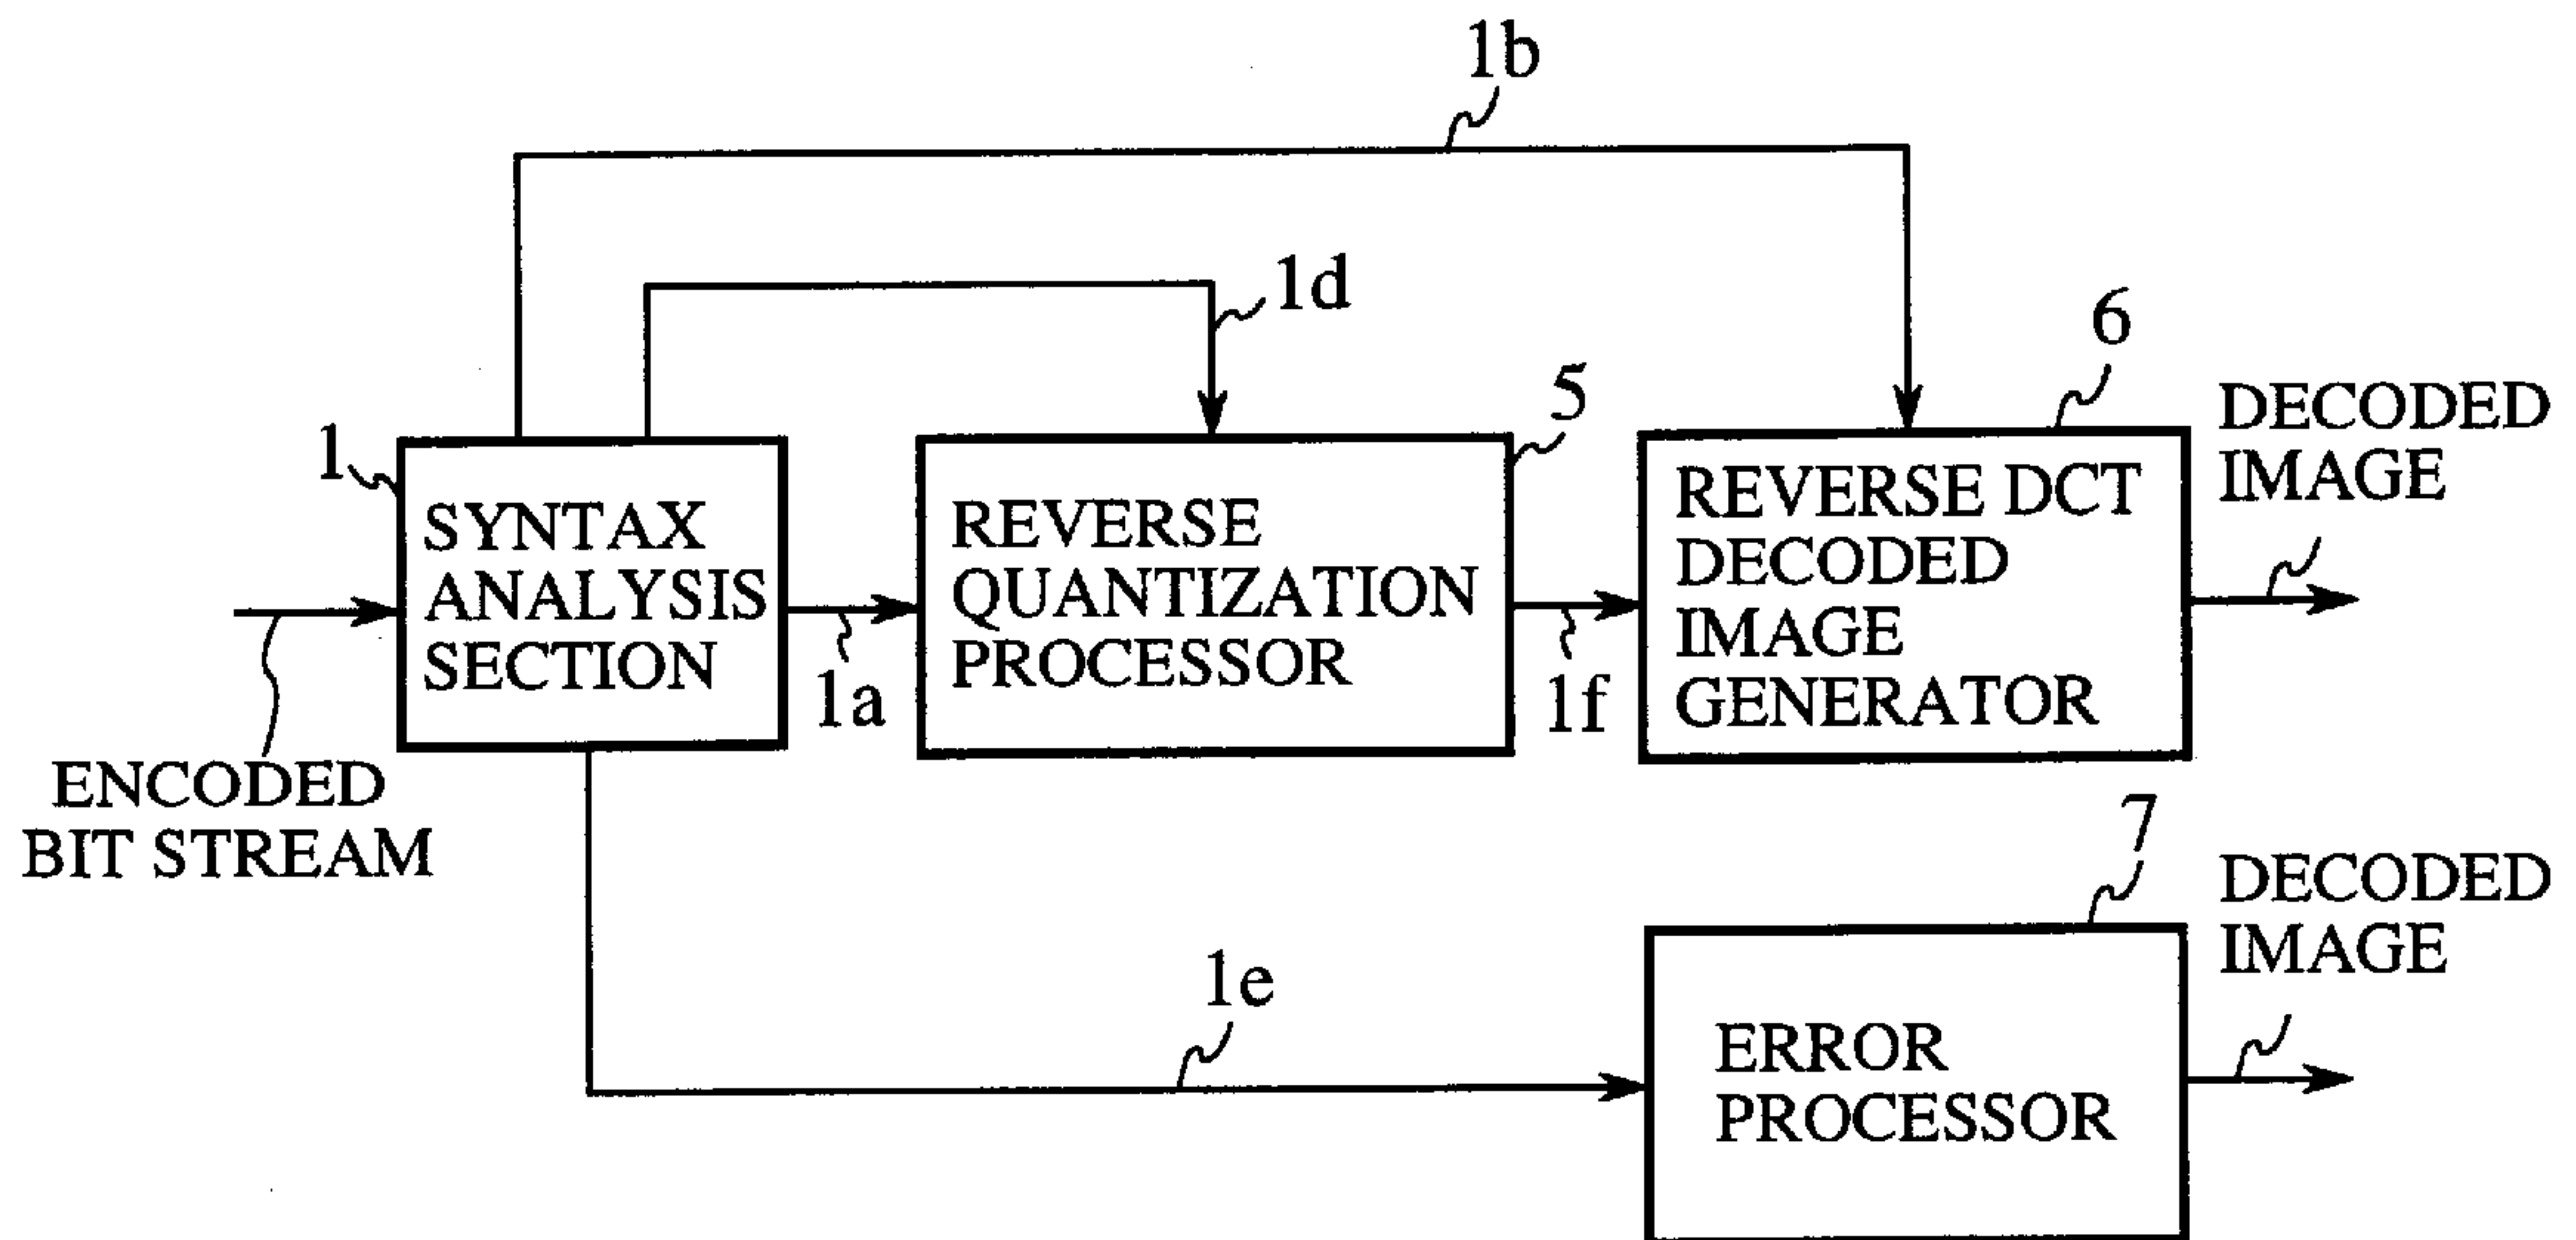 1b
1d
6
5
DECODED
IMAGE
1
SYNTAX
ANALYSIS
SECTION
REVERSE
QUANTIZATION
PROCESSOR
REVERSE DCT
DECODED
IMAGE
GENERATOR
1a
1f
ENCODED
BIT STREAM
7
DECODED
IMAGE
1e
ERROR
PROCESSOR